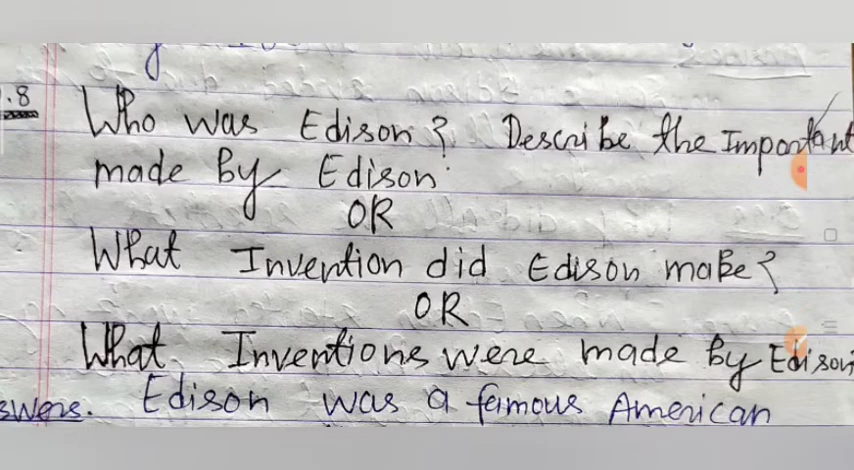 .8 Who was Edison? Describe the Important
made by Edison
OR
What Invention did Edison make?
OR
What Inventions were made by Edison
swers. Edison was a famous American